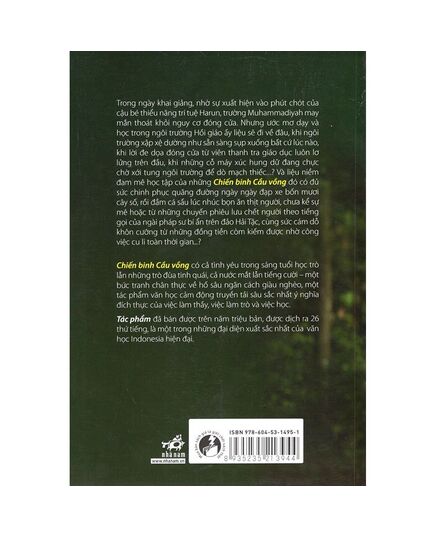 Trong ngày khai giảng, nhờ sự xuất hiện vào phút chót của
cậu bé thiểu năng trí tuệ Harun, trường Muhammadiyah may
mắn thoát khỏi nguy cơ đóng cửa. Nhưng ước mơ dạy và
học trong ngôi trường Hồi giáo ấy liệu sẽ đi về đâu, khi ngôi
trường xập xệ dường như sẵn sàng sụp xuống bất cứ lúc nào,
khi lời đe dọa đóng cửa từ viên thanh tra giáo dục luôn lơ
lửng trên đầu, khi những cỗ máy xúc hung dữ đang chực
chờ xới tung ngôi trường để dò mạch thiếc...? Và liệu niềm
đam mê học tập của những Chiến binh Cầu vồng đó có đủ
sức chinh phục quãng đường ngày ngày đạp xe bốn mươi
cây số, rồi đầm cá sấu lúc nhúc bọn ăn thịt người, chưa kể sự
mê hoặc từ những chuyến phiêu lưu chết người theo tiếng
gọi của ngài pháp sư bí ẩn trên đảo Hải Tặc, cùng sức cám dỗ
khôn cưỡng từ những đồng tiền còm kiếm được nhờ công
việc cu li toàn thời gian...?
Chiến binh Cầu vồng có cả tình yêu trong sáng tuổi học trò
lẫn những trò đùa tinh quái, cả nước mắt lẫn tiếng cười – một
bức tranh chân thực về hố sâu ngăn cách giàu nghèo, một
tác phẩm văn học cảm động truyền tải sâu sắc nhất ý nghĩa
đích thực của việc làm thầy, việc làm trò và việc học.
Tác phẩm đã bán được trên năm triệu bản, được dịch ra 26
thứ tiếng, là một trong những đại diện xuất sắc nhất của văn
học Indonesia hiện đại.
nhã nam
www.nhanam.vn
ISBN 978-604-53-1495-1
8 935235 213944